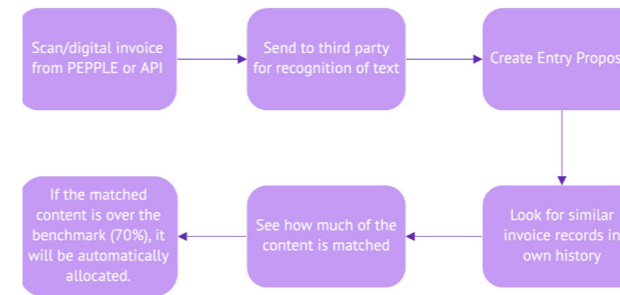 Scan/digital invoice
from PEPPLE or API
Send to third party
for recognition of text
Create Entry Propos
Look for similar
invoice records in
own history
See how much of the
content is matched
If the matched
content is over the
benchmark (70%), it
will be automatically
allocated.